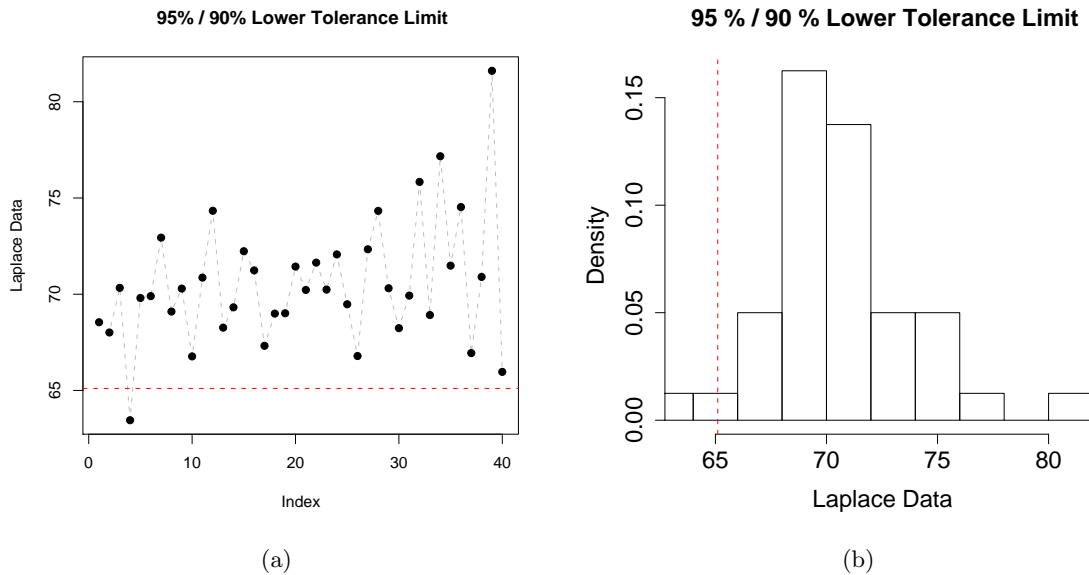 95% / 90% Lower Tolerance Limit
80
75
70
65
Laplace Data
0
10
20
30
40
Index
(a)
95 % / 90 % Lower Tolerance Limit
0.15
0.10
0.05
0.00
Density
65
70
75
80
Laplace Data
(b)